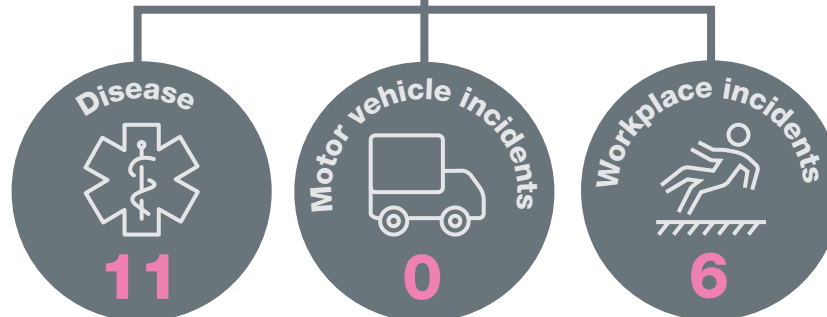 Disease
11
Motor vehicle incidents
0
Workplace incidents
6